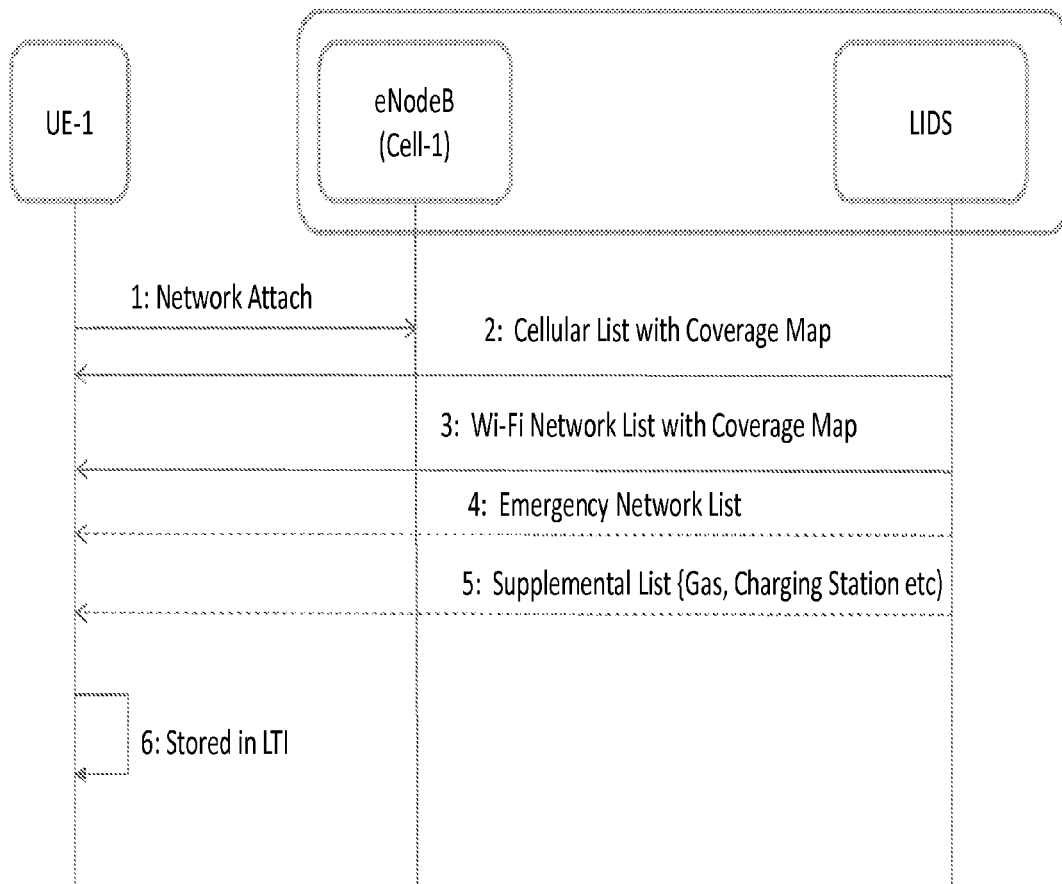 UE-1
eNodeB
(Cell-1)
LIDS
1: Network Attach
2: Cellular List with Coverage Map
3: Wi-Fi Network List with Coverage Map
4: Emergency Network List
5: Supplemental List {Gas, Charging Station etc)
6: Stored in LTI